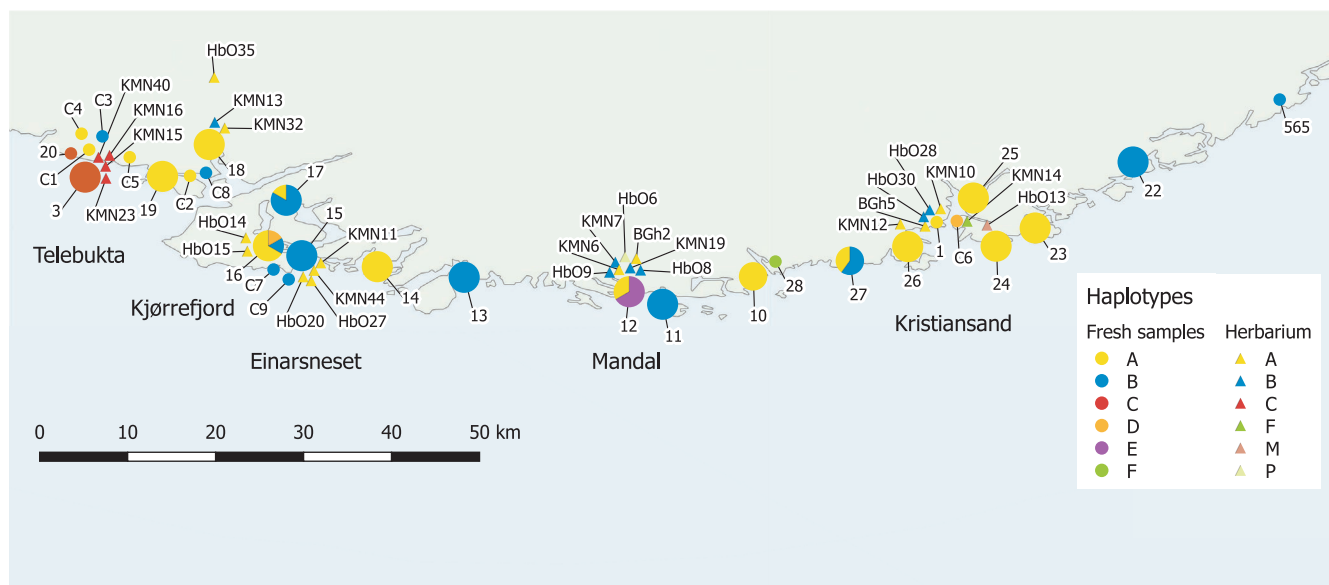 HbO35
KMN40
C3
KMN16
C4
KMN15
KMN13
KMN32
20
C1
3
KMN23
C5
19
C2
C8
18
17
15
HbO14
HbO15
16
C7
C9
KMN11
KMN44
HbO20
HbO27
14
13
HbO6
KMN7
BGh2
KMN6
KMN19
HbO9
HbO8
12
11
10
28
27
HbO28
KMN10
25
HbO30
KMN14
BGh5
HbO13
KMN12
1
C6
26
24
23
22
565
Telebukta
Kjørrefjord
Einarsneset
Mandal
Kristiansand
0 10 20 30 40 50 km
Haplotypes
Fresh samples Herbarium
A A
B B
C C
D F
E M
F P